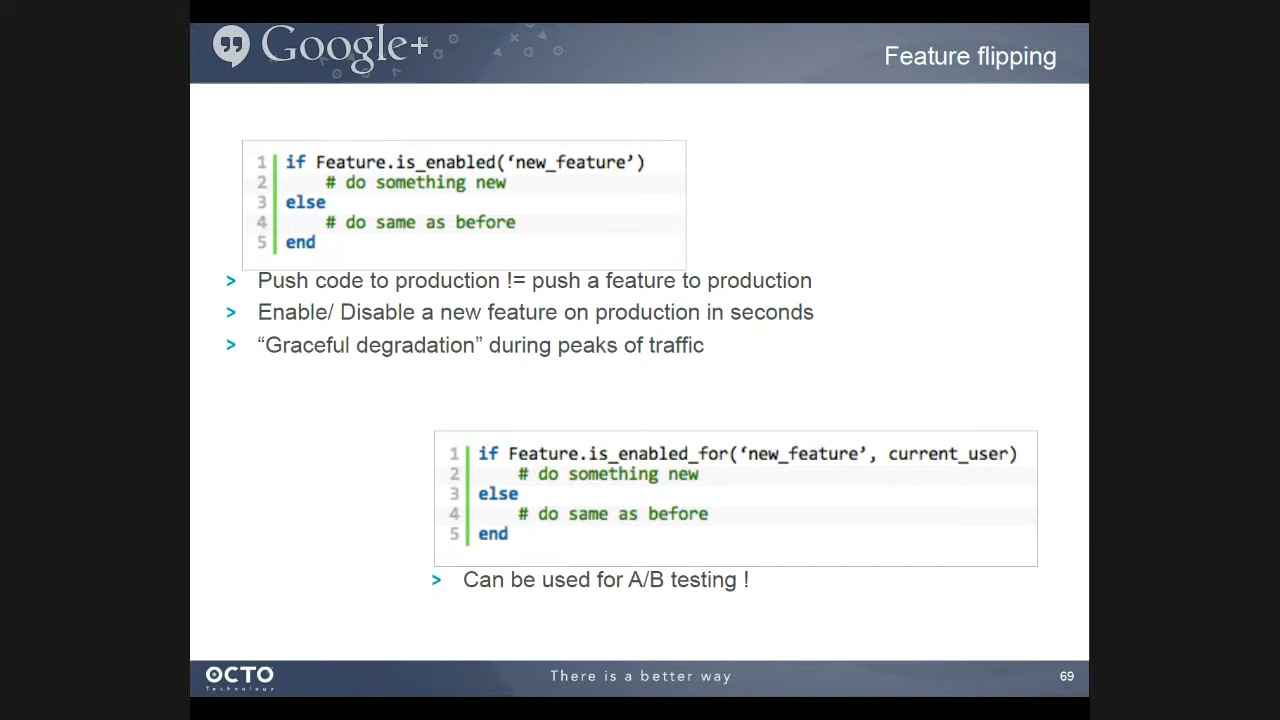 Google+
Feature flipping
1 if Feature.is_enabled(‘new_feature’)
2 # do something new
3 else
4 # do same as before
5 end
> Push code to production != push a feature to production
> Enable/ Disable a new feature on production in seconds
> “Graceful degradation” during peaks of traffic
1 if Feature.is_enabled_for(‘new_feature’, current_user)
2 # do something new
3 else
4 # do same as before
5 end
> Can be used for A/B testing !
OCTO
Technology
There is a better way
69